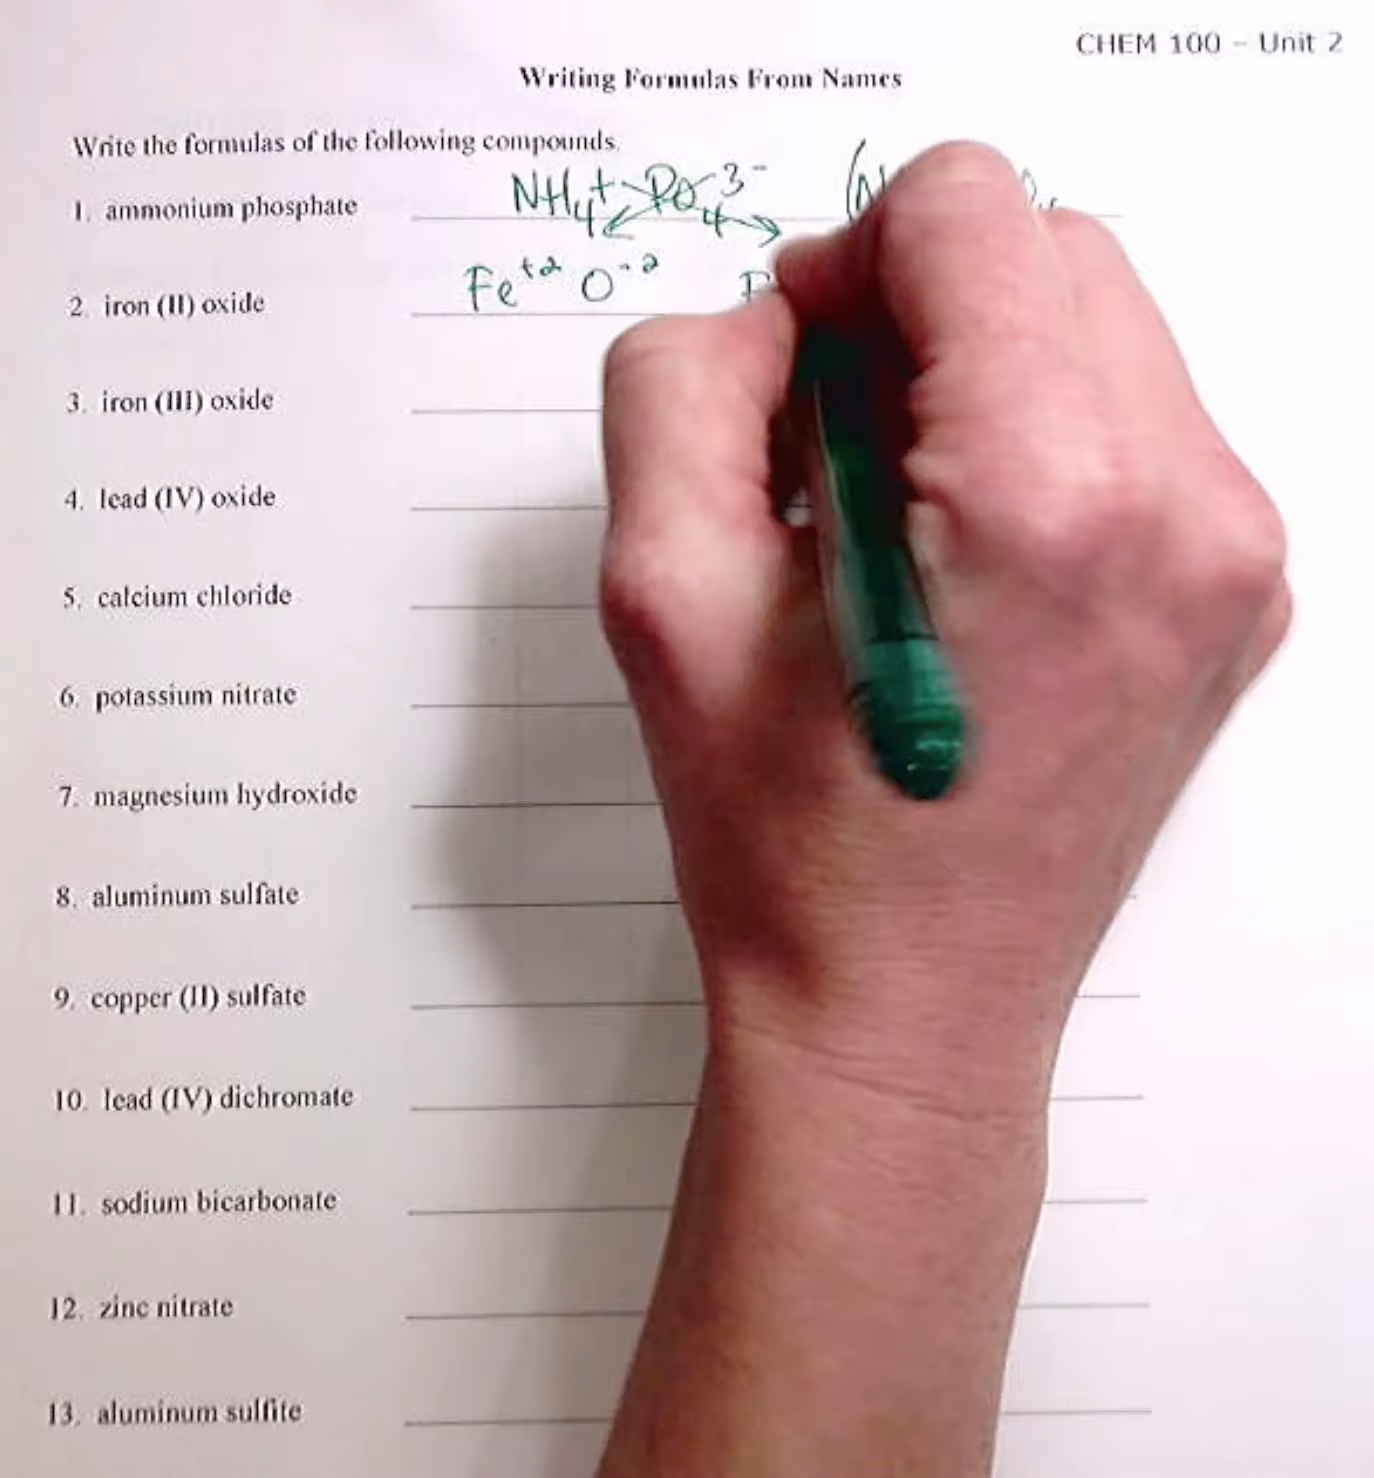 CHEM 100 – Unit 2
Writing Formulas From Names
Write the formulas of the following compounds.
1. ammonium phosphate NH4+ PO4 3- (N
2. iron (II) oxide Fe+2 O-2 F
3. iron (III) oxide
4. lead (IV) oxide
5. calcium chloride
6. potassium nitrate
7. magnesium hydroxide
8. aluminum sulfate
9. copper (II) sulfate
10. lead (IV) dichromate
11. sodium bicarbonate
12. zinc nitrate
13. aluminum sulfite